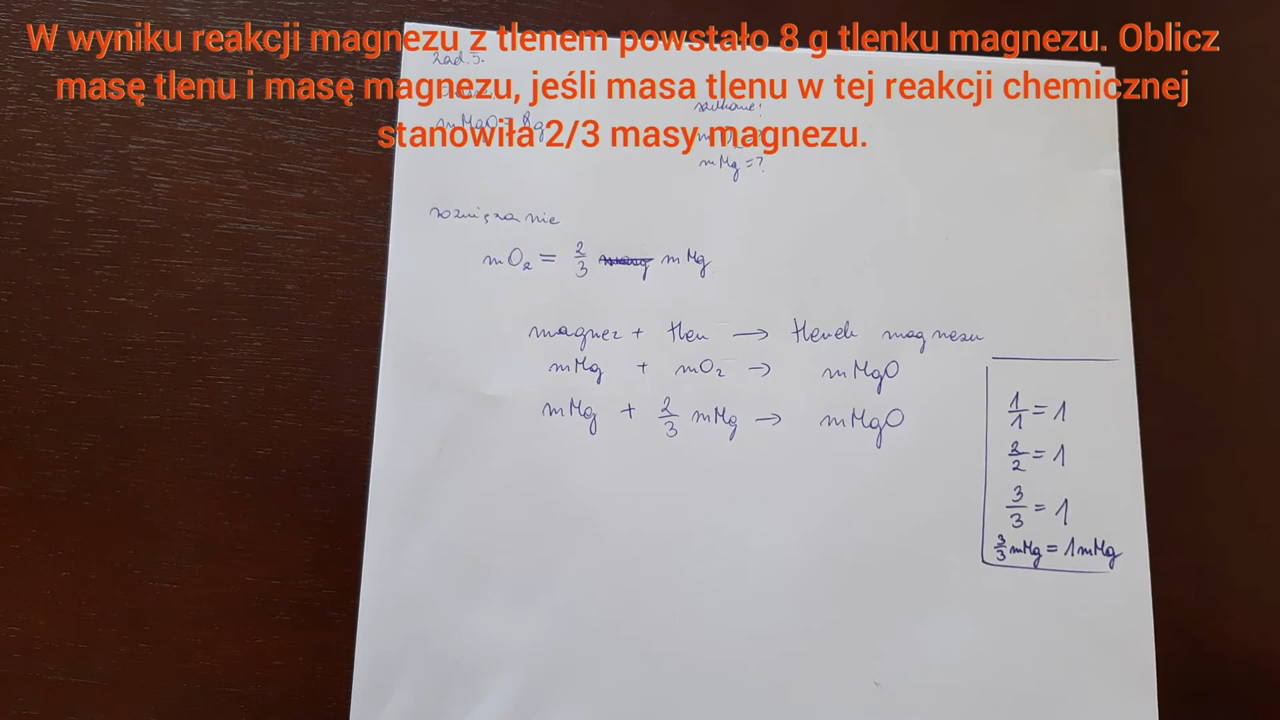 W wyniku reakcji magnezu z tlenem powstało 8 g tlenku magnezu. Oblicz
masę tlenu i masę magnezu, jeśli masa tlenu w tej reakcji chemicznej
stanowiła 2/3 masy magnezu.
Zad.5.
szukane:
mMgO = 8g
mMg = ?
rozwiązanie
mO₂ = 2/3 mMg
magnez + tlen → tlenek magnezu
mMg + mO₂ → mMgO
mMg + 2/3 mMg → mMgO
1/1 = 1
2/2 = 1
3/3 = 1
3/3 mMg = 1mMg